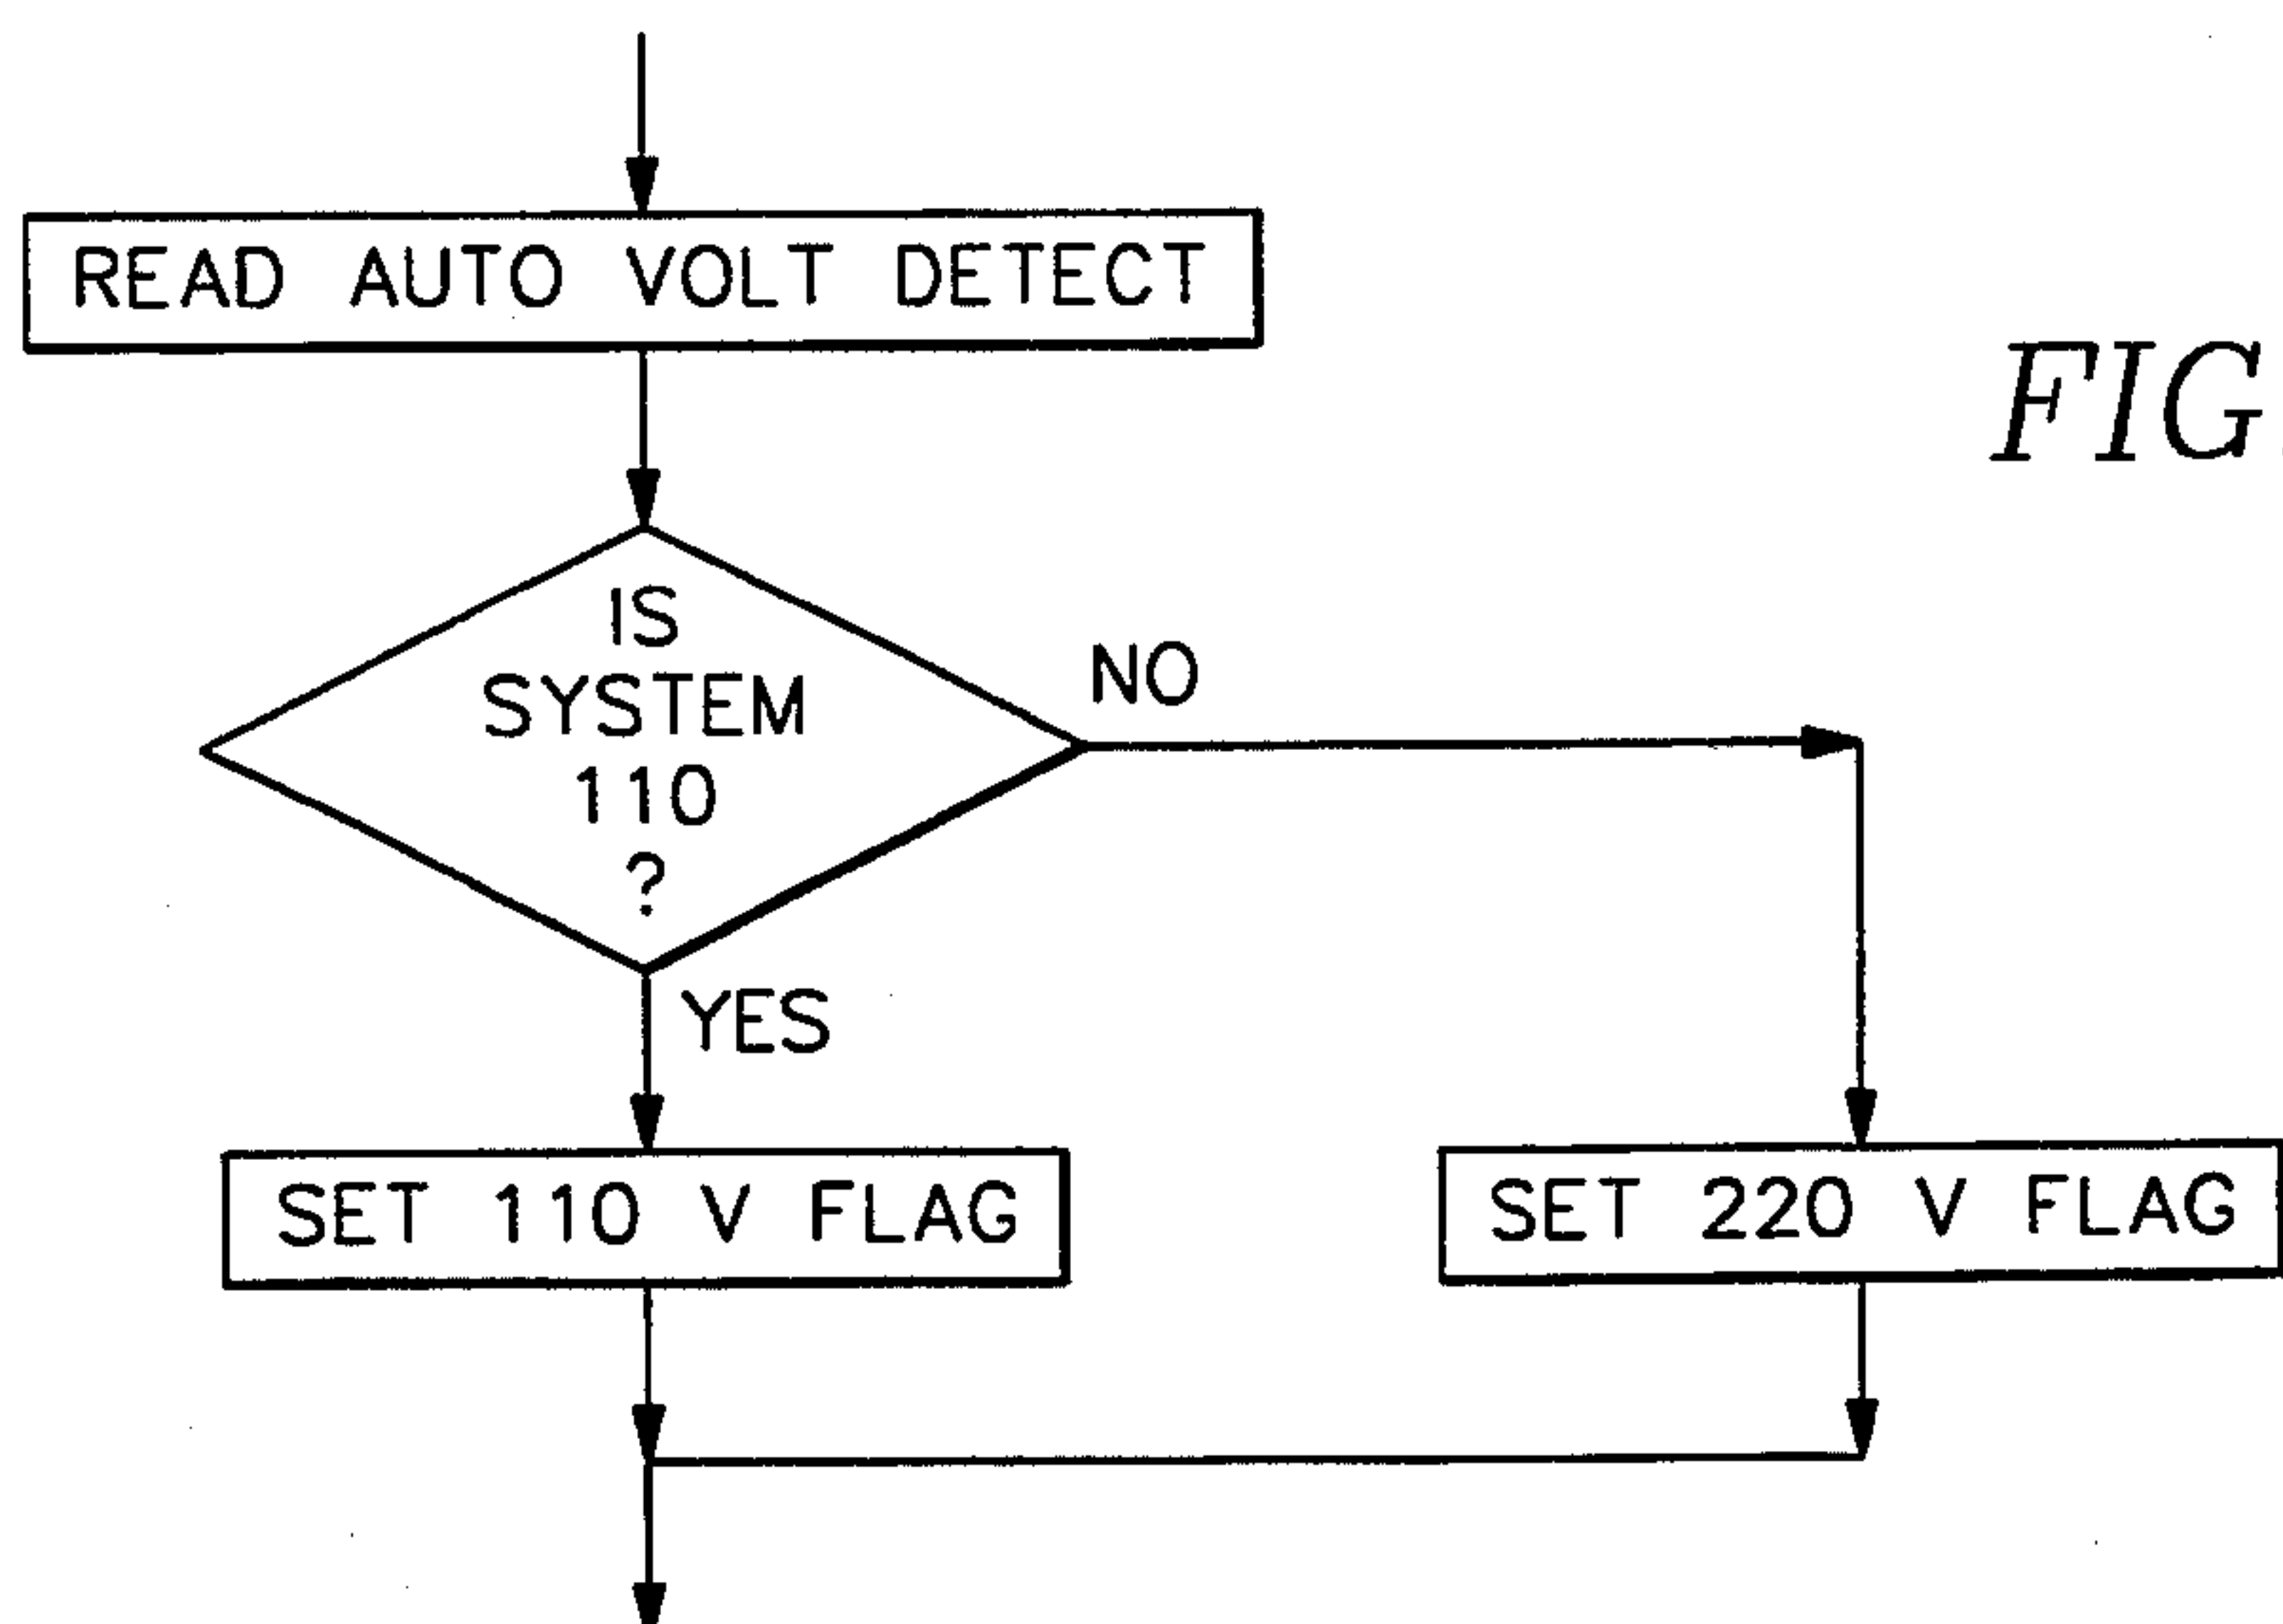 READ AUTO VOLT DETECT
FIG.
IS
SYSTEM
110
?
NO
YES
SET 110 V FLAG
SET 220 V FLAG